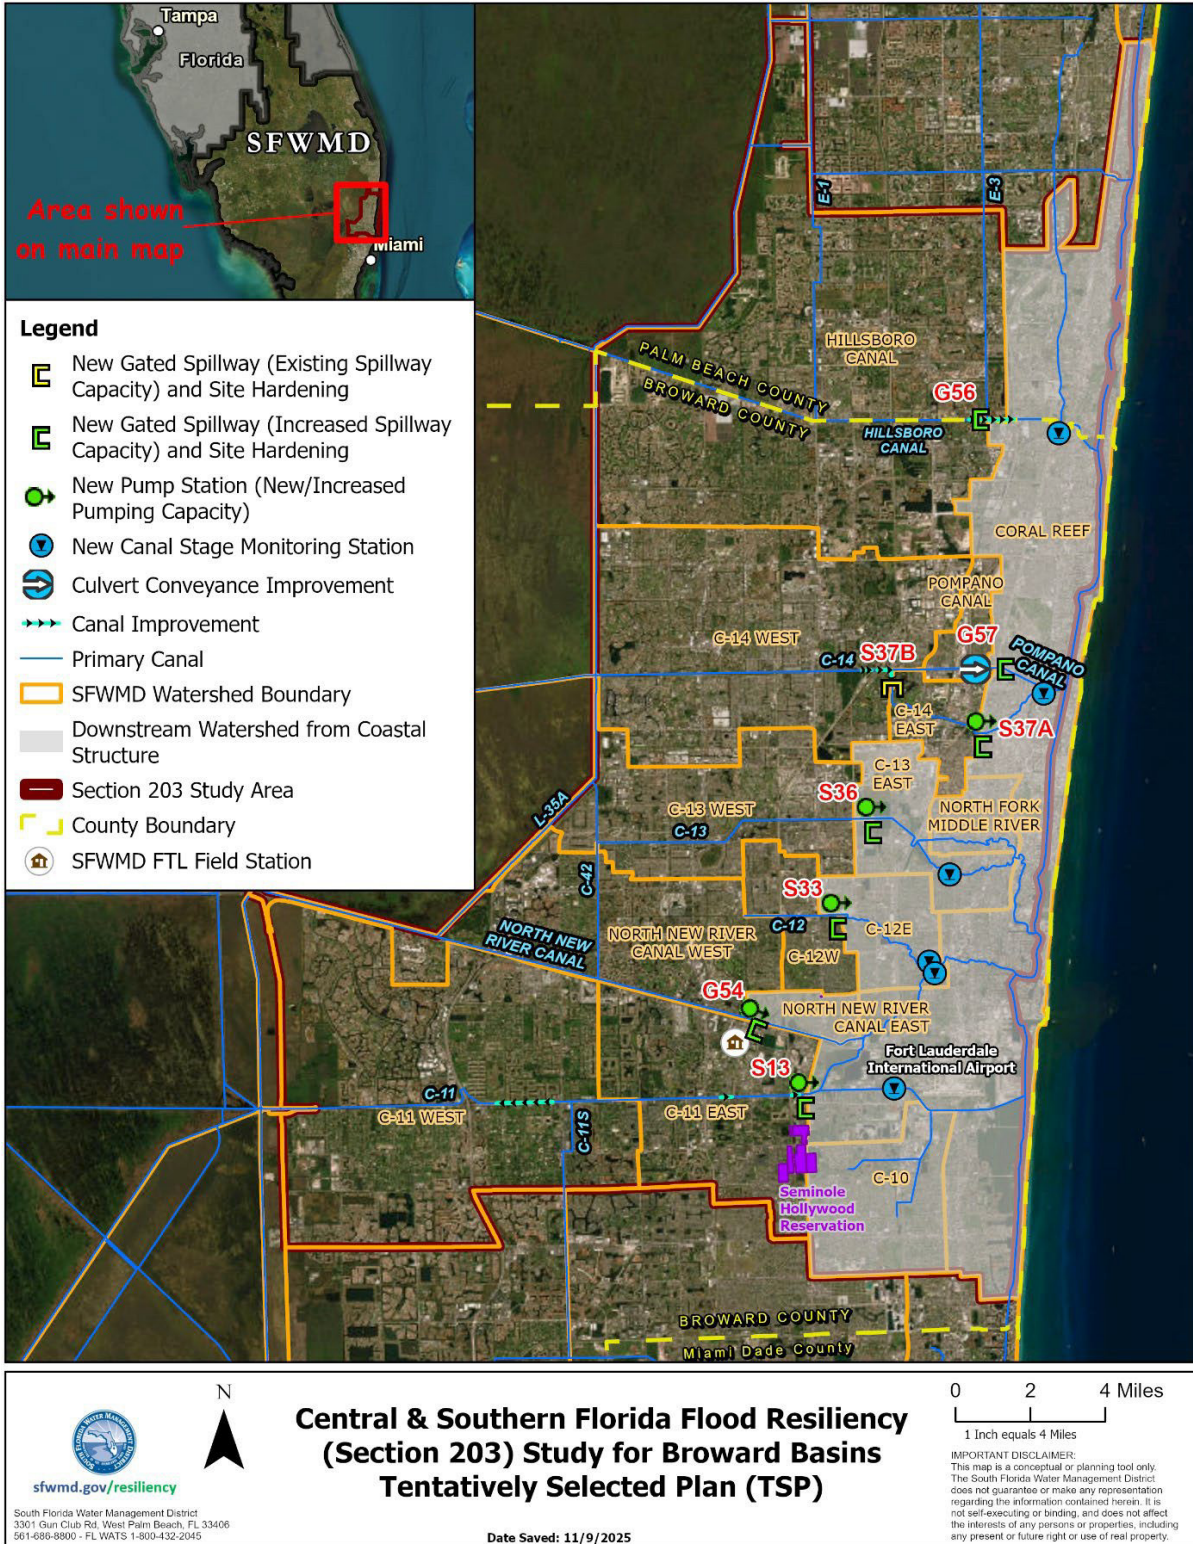 Tampa
Florida
SFWMD
Area shown
on main map
Miami
Legend
New Gated Spillway (Existing Spillway
Capacity) and Site Hardening
New Gated Spillway (Increased Spillway
Capacity) and Site Hardening
New Pump Station (New/Increased
Pumping Capacity)
New Canal Stage Monitoring Station
Culvert Conveyance Improvement
Canal Improvement
Primary Canal
SFWMD Watershed Boundary
Downstream Watershed from Coastal
Structure
Section 203 Study Area
County Boundary
SFWMD FTL Field Station
E-1
E-3
HILLSBORO
CANAL
PALM BEACH COUNTY
BROWARD COUNTY
G56
HILLSBORO
CANAL
CORAL REEF
POMPANO
CANAL
C-14 WEST
C-14
S37B
G57
POMPANO
CANAL
C-14
EAST
S37A
C-13
EAST
L-35A
C-13 WEST
C-13
S36
NORTH FORK
MIDDLE RIVER
C-42
S33
NORTH NEW
RIVER CANAL
NORTH NEW RIVER
CANAL WEST
C-12
C-12E
C-12W
G54
NORTH NEW RIVER
CANAL EAST
Fort Lauderdale
International Airport
S13
C-11
C-11 WEST
C-11S
C-11 EAST
C-10
Seminole
Hollywood
Reservation
BROWARD COUNTY
Miami Dade County
SOUTH FLORIDA WATER MANAGEMENT DISTRICT
sfwmd.gov/resiliency
South Florida Water Management District
3301 Gun Club Rd, West Palm Beach, FL 33406
561-686-8800 - FL WATS 1-800-432-2045
N
Central & Southern Florida Flood Resiliency
(Section 203) Study for Broward Basins
Tentatively Selected Plan (TSP)
Date Saved: 11/9/2025
0 2 4 Miles
1 Inch equals 4 Miles
IMPORTANT DISCLAIMER:
This map is a conceptual or planning tool only.
The South Florida Water Management District
does not guarantee or make any representation
regarding the information contained herein. It is
not self-executing or binding, and does not affect
the interests of any persons or properties, including
any present or future right or use of real property.